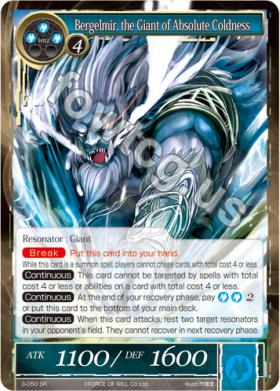 Bergelmir, the Giant of Absolute Coldness
WILL
4
fowtcg.us
Resonator : Giant
Break Put this card into your hand.
While this card is a summon spell, players cannot chase cards with total cost 4 or less.
Continuous This card cannot be targeted by spells with total
cost 4 or less or abilities on a card with total cost 4 or less.
Continuous At the end of your recovery phase, pay 2
or put this card to the bottom of your main deck.
Continuous When this card attacks, rest two target resonators
in your opponent's field. They cannot recover in next recovery phase.
3-050 SR ©FORCE OF WILL Co.,Ltd.
ATK 1100/ DEF 1600